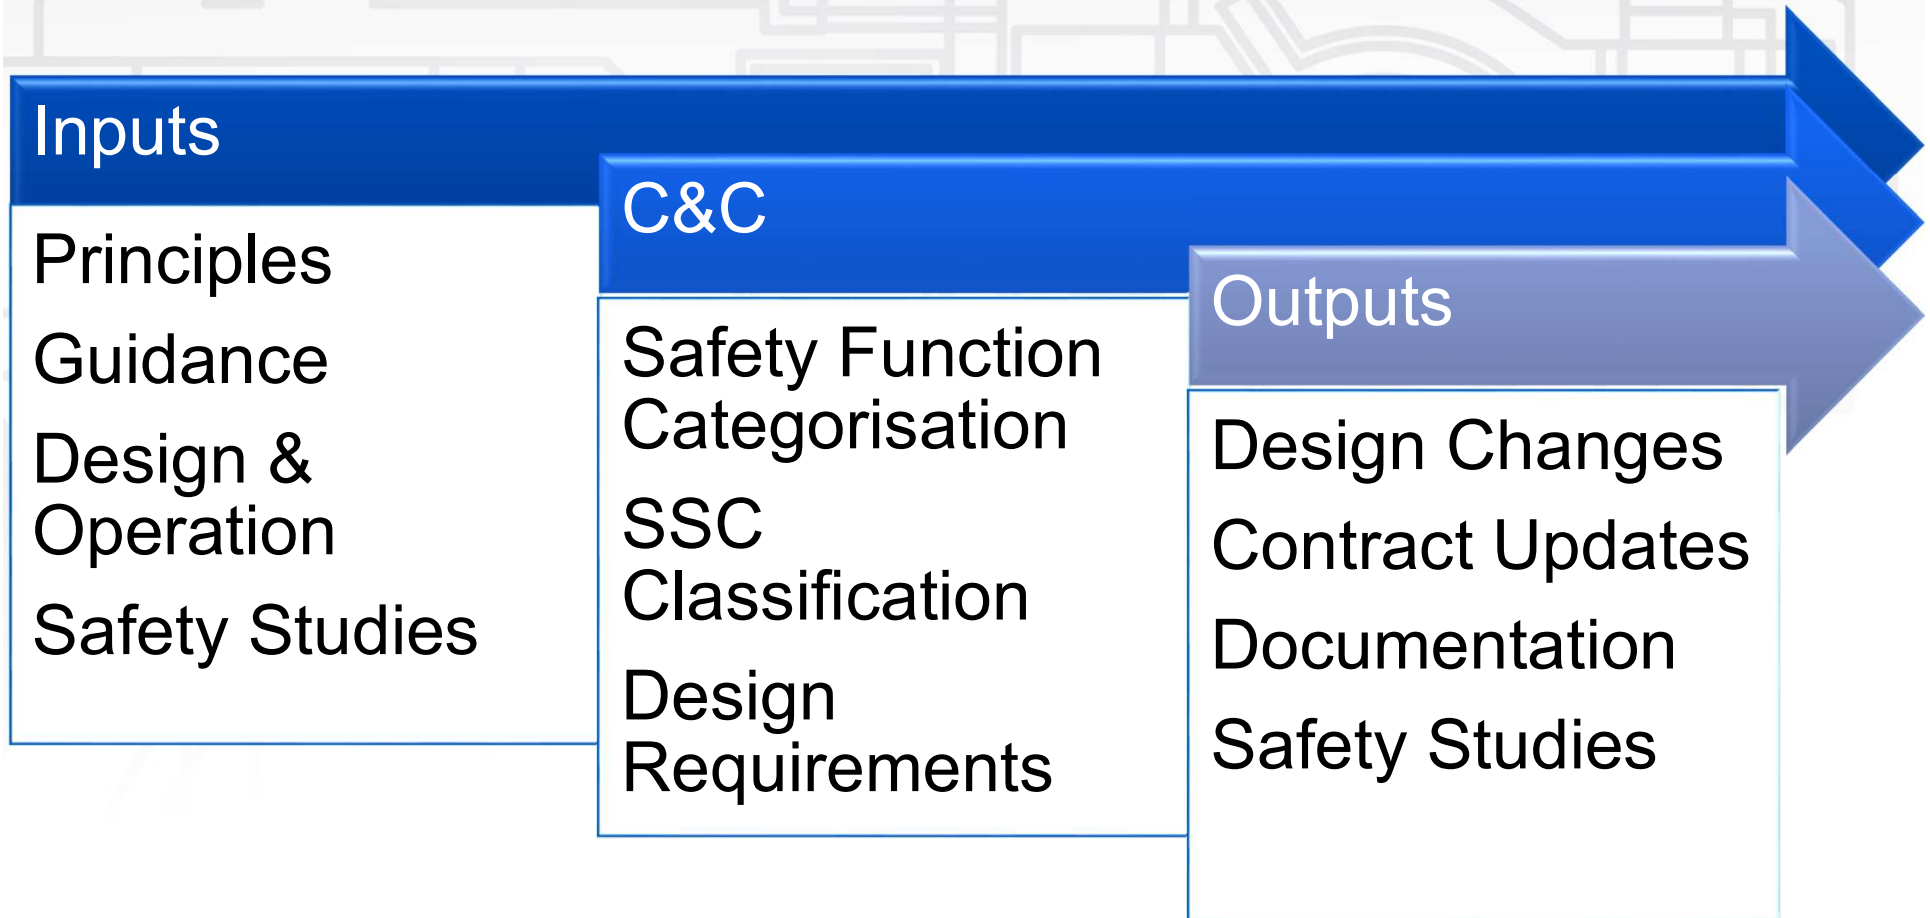 Inputs
Principles
Guidance
Design &
Operation
Safety Studies
C&C
Safety Function
Categorisation
SSC
Classification
Design
Requirements
Outputs
Design Changes
Contract Updates
Documentation
Safety Studies